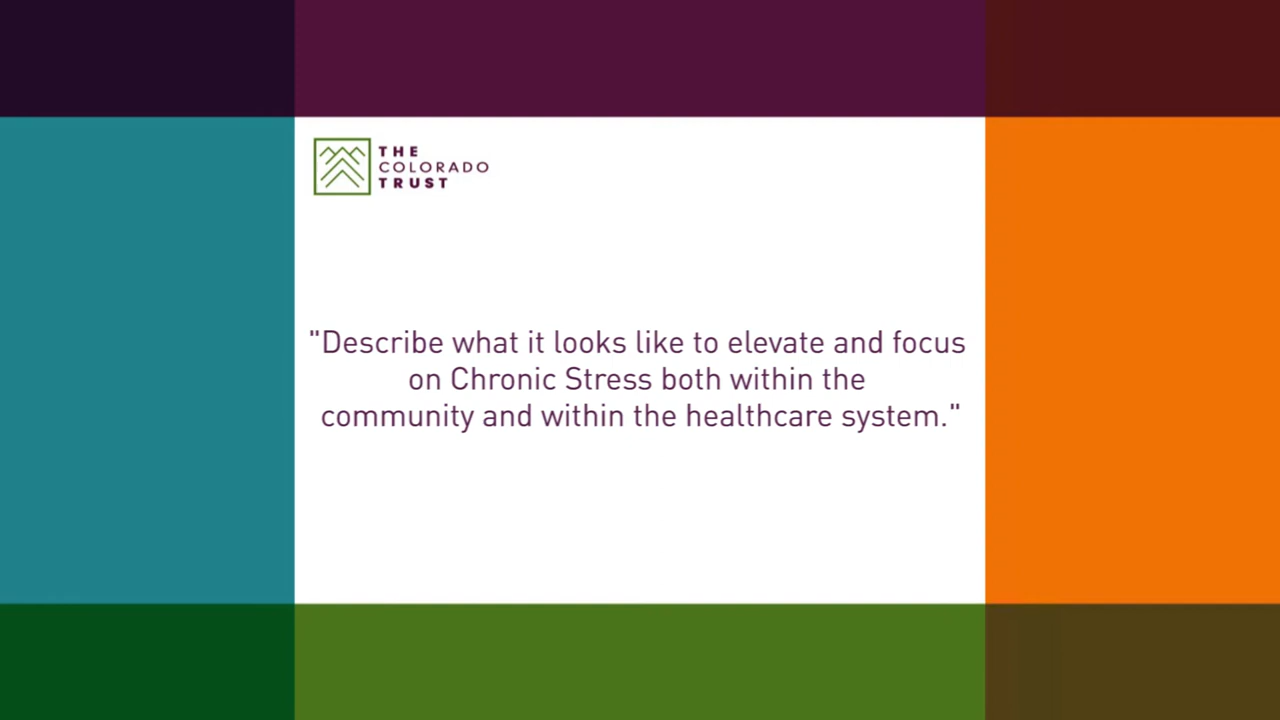 THE
COLORADO
TRUST
"Describe what it looks like to elevate and focus
on Chronic Stress both within the
community and within the healthcare system."